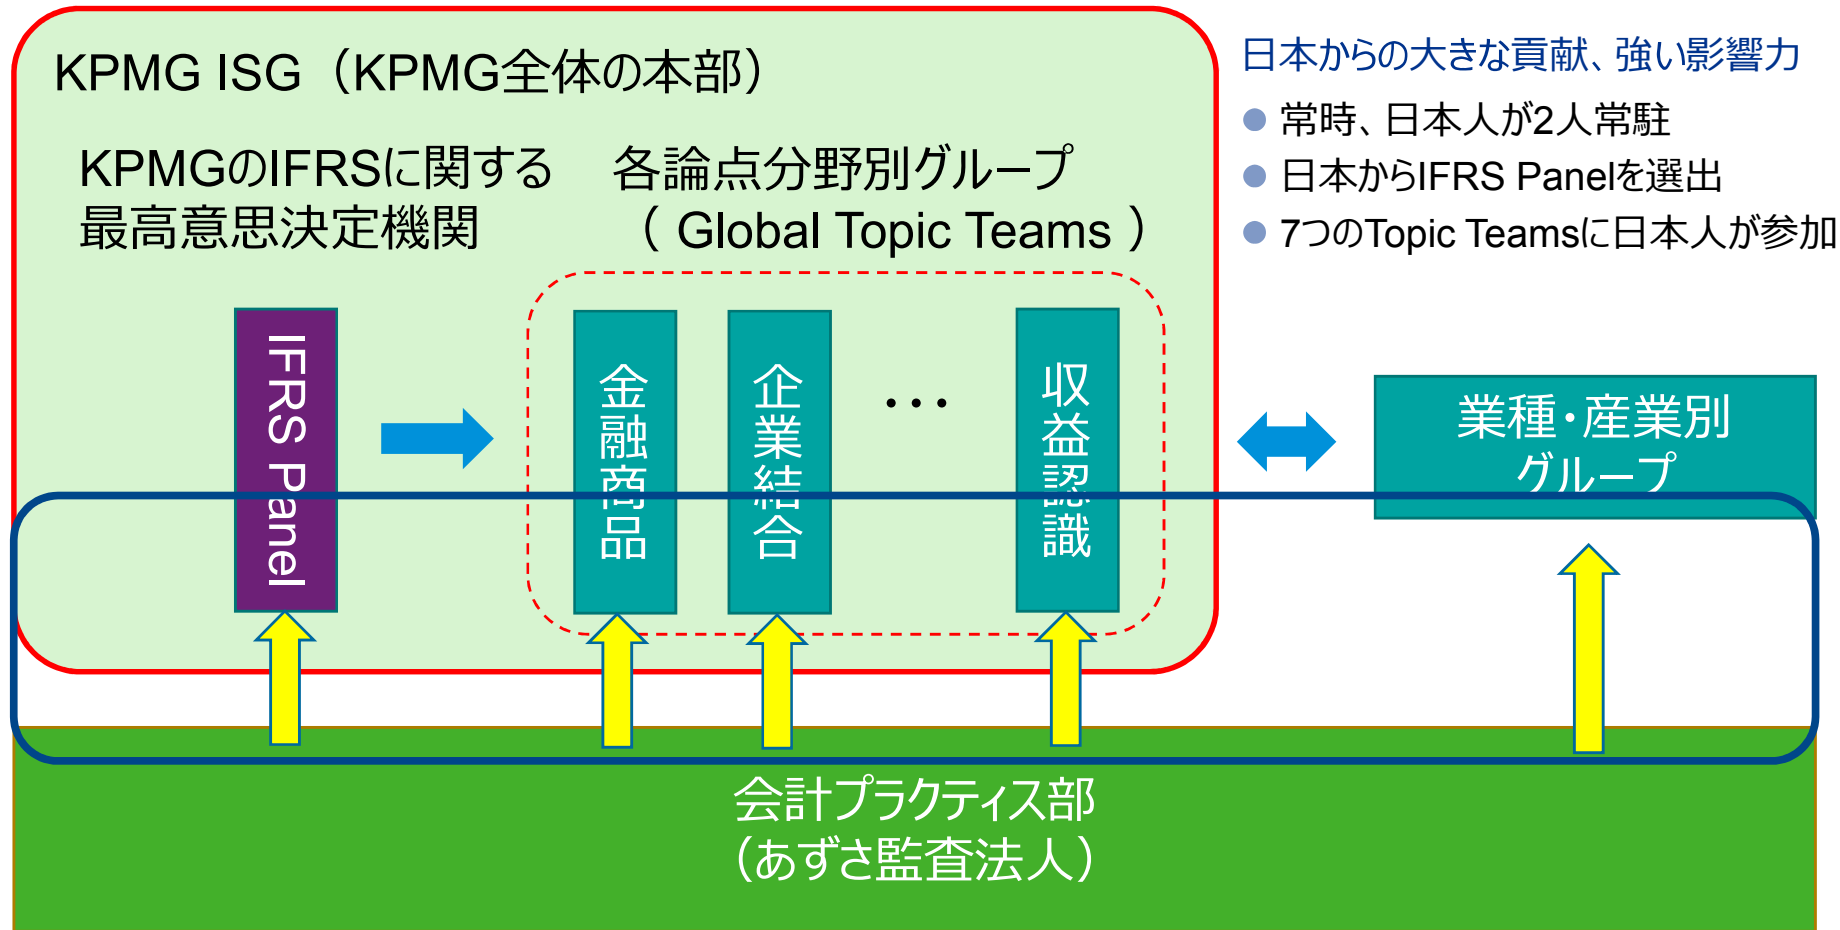 KPMG ISG（KPMG全体の本部）
KPMGのIFRSに関する
最高意思決定機関
各論点分野別グループ
（ Global Topic Teams ）
日本からの大きな貢献、強い影響力
● 常時、日本人が2人常駐
● 日本からIFRS Panelを選出
● 7つのTopic Teamsに日本人が参加
IFRS Panel
金融商品
企業結合
…
収益認識
業種・産業別
グループ
会計プラクティス部
（あずさ監査法人）